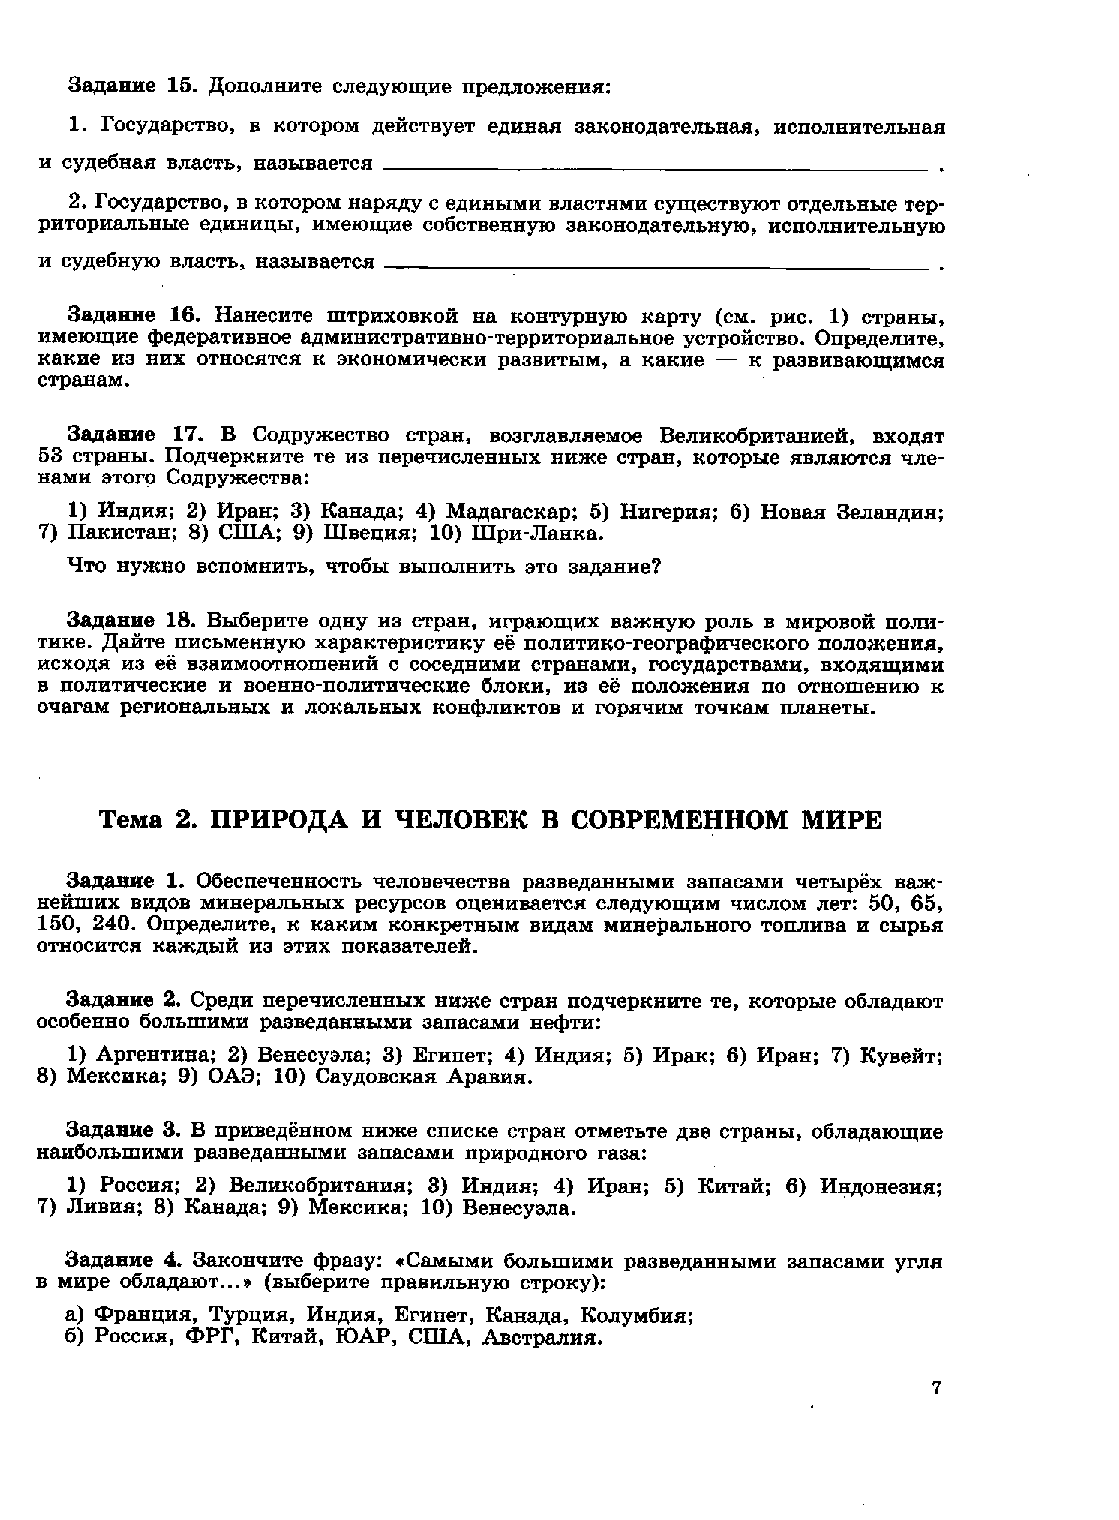 Задание 15. Дополните следующие предложения:
1. Государство, в котором действует единая законодательная, исполнительная
и судебная власть, называется ______________________ .
2. Государство, в котором наряду с едиными властями существуют отдельные тер-
риториальные единицы, имеющие собственную законодательную, исполнительную
и судебную власть, называется ______________________ .
Задание 16. Нанесите штриховкой на контурную карту (см. рис. 1) страны,
имеющие федеративное административно-территориальное устройство. Определите,
какие из них относятся к экономически развитым, а какие — к развивающимся
странам.
Задание 17. В Содружество стран, возглавляемое Великобританией, входят
53 страны. Подчеркните те из перечисленных ниже стран, которые являются чле-
нами этого Содружества:
1) Индия; 2) Иран; 3) Канада; 4) Мадагаскар; 5) Нигерия; 6) Новая Зеландия;
7) Пакистан; 8) США; 9) Швеция; 10) Шри-Ланка.
Что нужно вспомнить, чтобы выполнить это задание?
Задание 18. Выберите одну из стран, играющих важную роль в мировой поли-
тике. Дайте письменную характеристику её политико-географического положения,
исходя из её взаимоотношений с соседними странами, государствами, входящими
в политические и военно-политические блоки, из её положения по отношению к
очагам региональных и локальных конфликтов и горячим точкам планеты.
Тема 2. ПРИРОДА И ЧЕЛОВЕК В СОВРЕМЕННОМ МИРЕ
Задание 1. Обеспеченность человечества разведанными запасами четырёх важ-
нейших видов минеральных ресурсов оценивается следующим числом лет: 50, 65,
150, 240. Определите, к каким конкретным видам минерального топлива и сырья
относится каждый из этих показателей.
Задание 2. Среди перечисленных ниже стран подчеркните те, которые обладают
особенно большими разведанными запасами нефти:
1) Аргентина; 2) Венесуэла; 3) Египет; 4) Индия; 5) Ирак; 6) Иран; 7) Кувейт;
8) Мексика; 9) ОАЭ; 10) Саудовская Аравия.
Задание 3. В приведённом ниже списке стран отметьте две страны, обладающие
наибольшими разведанными запасами природного газа:
1) Россия; 2) Великобритания; 3) Индия; 4) Иран; 5) Китай; 6) Индонезия;
7) Ливия; 8) Канада; 9) Мексика; 10) Венесуэла.
Задание 4. Закончите фразу: «Самыми большими разведанными запасами угля
в мире обладают...» (выберите правильную строку):
а) Франция, Турция, Индия, Египет, Канада, Колумбия;
б) Россия, ФРГ, Китай, ЮАР, США, Австралия.
7